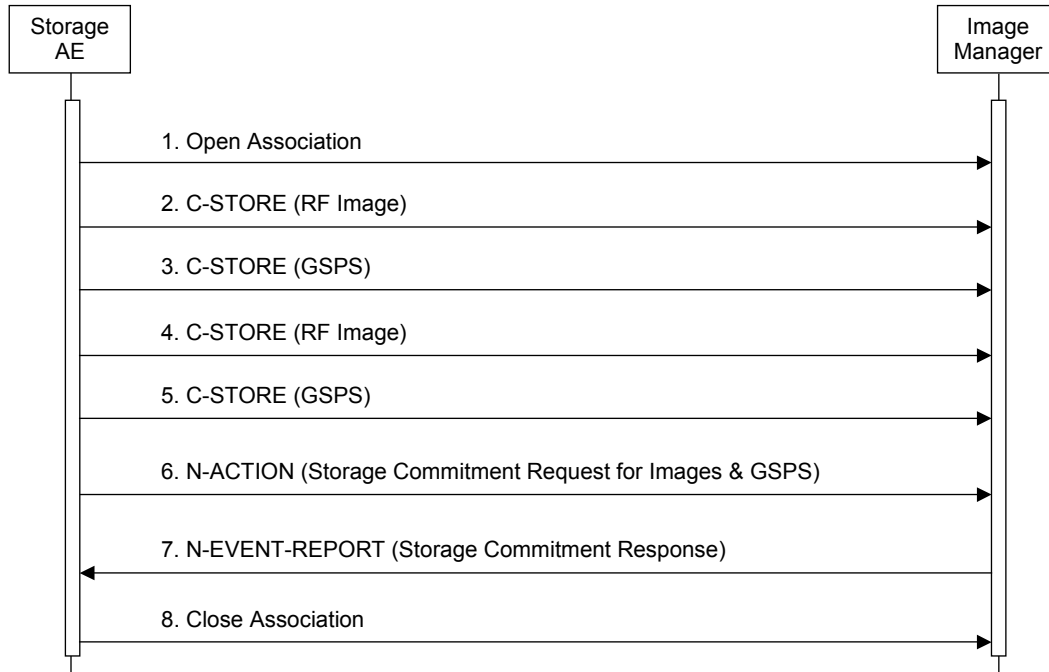 Storage
AE
Image
Manager
1. Open Association
2. C-STORE (RF Image)
3. C-STORE (GSPS)
4. C-STORE (RF Image)
5. C-STORE (GSPS)
6. N-ACTION (Storage Commitment Request for Images & GSPS)
7. N-EVENT-REPORT (Storage Commitment Response)
8. Close Association